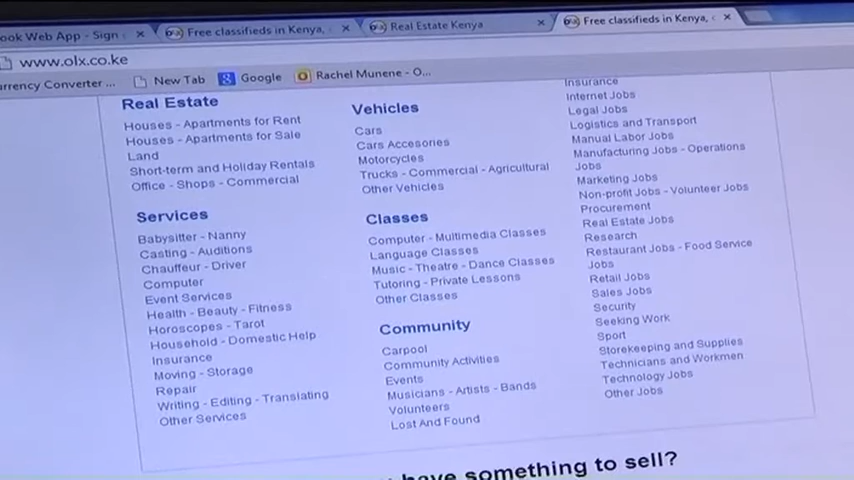 ook Web App - Sign
Free classifieds in Kenya,
Real Estate Kenya
Free classifieds in Kenya, c
www.olx.co.ke
urrency Converter ...
New Tab
Google
Rachel Munene - O...
Real Estate
Houses - Apartments for Rent
Houses - Apartments for Sale
Land
Short-term and Holiday Rentals
Office - Shops - Commercial
Services
Babysitter - Nanny
Casting - Auditions
Chauffeur - Driver
Computer
Event Services
Health - Beauty - Fitness
Horoscopes - Tarot
Household - Domestic Help
Insurance
Moving - Storage
Repair
Writing - Editing - Translating
Other Services
Vehicles
Cars
Cars Accesories
Motorcycles
Trucks - Commercial - Agricultural
Other Vehicles
Classes
Computer - Multimedia Classes
Language Classes
Music - Theatre - Dance Classes
Tutoring - Private Lessons
Other Classes
Community
Carpool
Community Activities
Events
Musicians - Artists - Bands
Volunteers
Lost And Found
Insurance
Internet Jobs
Legal Jobs
Logistics and Transport
Manual Labor Jobs
Manufacturing Jobs - Operations
Jobs
Marketing Jobs
Non-profit Jobs - Volunteer Jobs
Procurement
Real Estate Jobs
Research
Restaurant Jobs - Food Service
Jobs
Retail Jobs
Sales Jobs
Security
Seeking Work
Sport
Storekeeping and Supplies
Technicians and Workmen
Technology Jobs
Other Jobs
have something to sell?